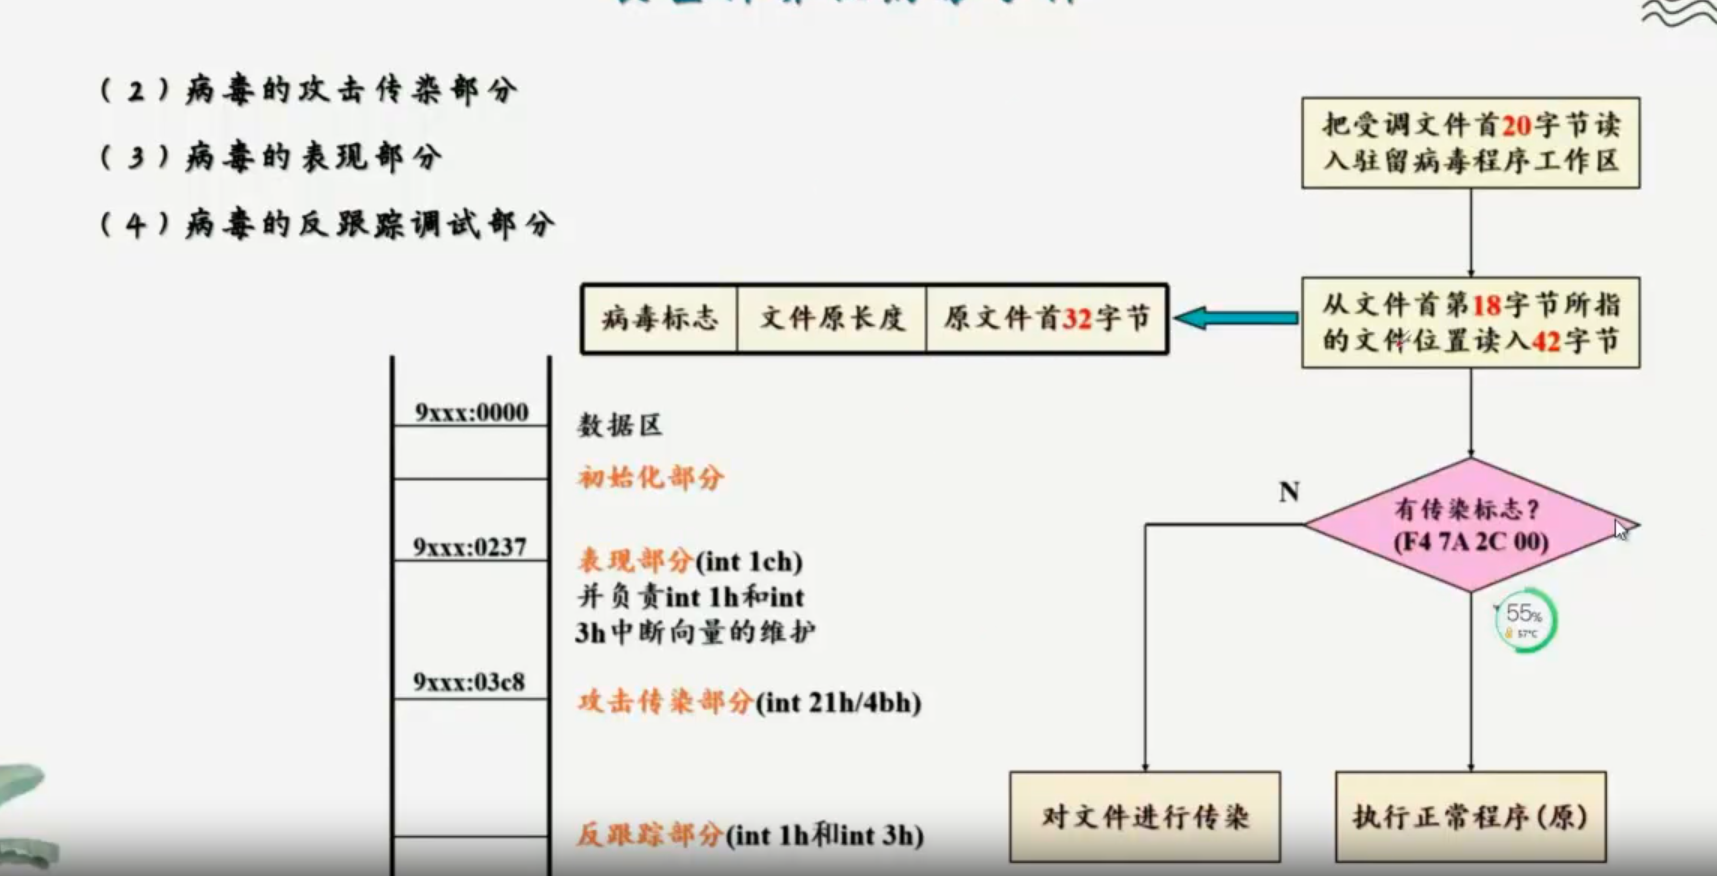 (2)病毒的攻击传染部分
(3)病毒的表现部分
(4)病毒的反跟踪调试部分
把受调文件首20字节读
入驻留病毒程序工作区
从文件首第18字节所指
的文件位置读入42字节
病毒标志 文件原长度 原文件首32字节
9xxx:0000
数据区
初始化部分
9xxx:0237
表现部分(int 1ch)
并负责int 1h和int
3h中断向量的维护
9xxx:03c8
攻击传染部分(int 21h/4bh)
反跟踪部分(int 1h和int 3h)
N
有传染标志?
(F4 7A 2C 00)
55%
57°C
对文件进行传染
执行正常程序(原)